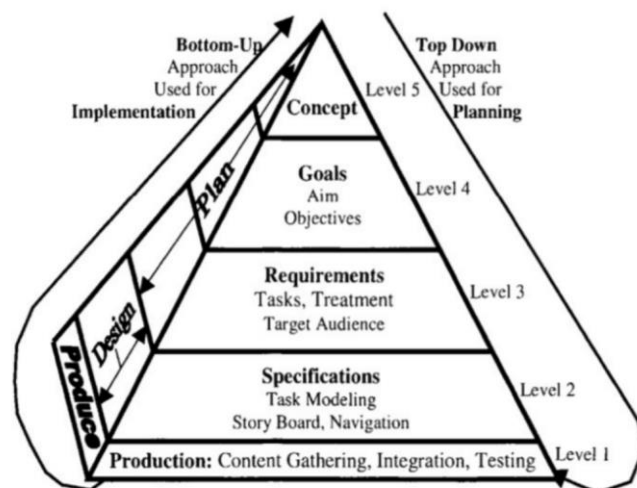 Bottom-Up
Approach
Used for
Implementation
Top Down
Approach
Used for
Planning
Level 5
Concept
Plan
Goals
Aim
Objectives
Level 4
Requirements
Tasks, Treatment
Target Audience
Level 3
Design
Produce
Specifications
Task Modeling
Story Board, Navigation
Level 2
Production: Content Gathering, Integration, Testing
Level 1